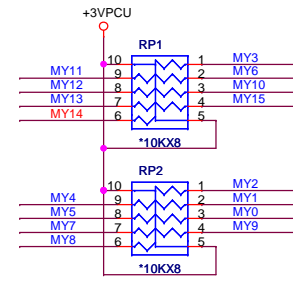 +3VPCU
RP1
10 1 MY3
MY11 9 2 MY6
MY12 8 3 MY10
MY13 7 4 MY15
MY14 6 5
*10KX8
RP2
10 1 MY2
MY4 9 2 MY1
MY5 8 3 MY0
MY7 7 4 MY9
MY8 6 5
*10KX8